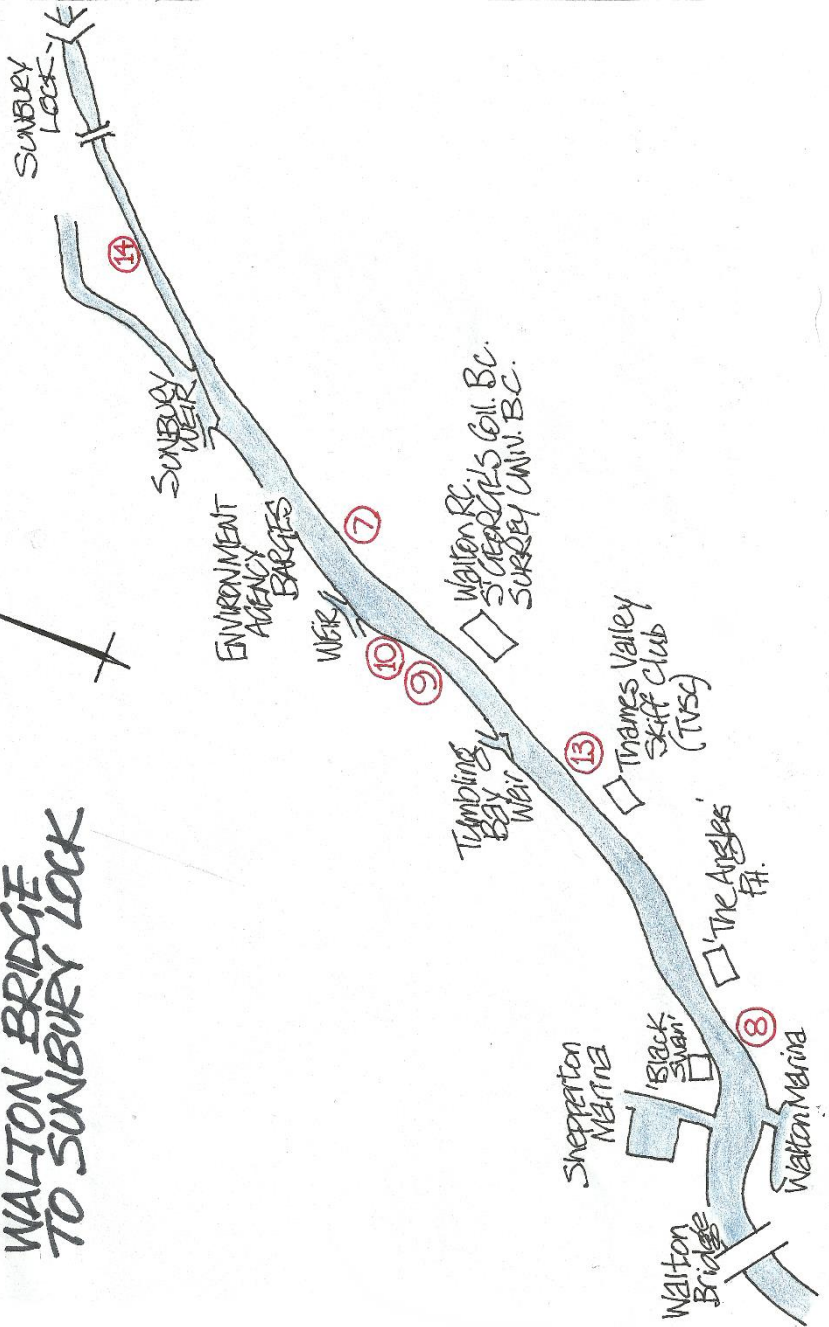 WALTON BRIDGE
TO SUNBURY LOCK
SUNBURY
LOCK
14
SUNBURY
WEIR
ENVIRONMENT
AGENCY
BARGES
7
WEIR
10
9
Walton RC.
St GEORGE'S Coll. BC.
SURREY UNIV. B.C.
Tumbling
Bay
Weir
13
Thames Valley
Skiff Club
(TVSC)
'The Anglers'
P.H.
Shepperton
Marina
'Black
Swan'
8
Walton
Bridge
Walton Marina